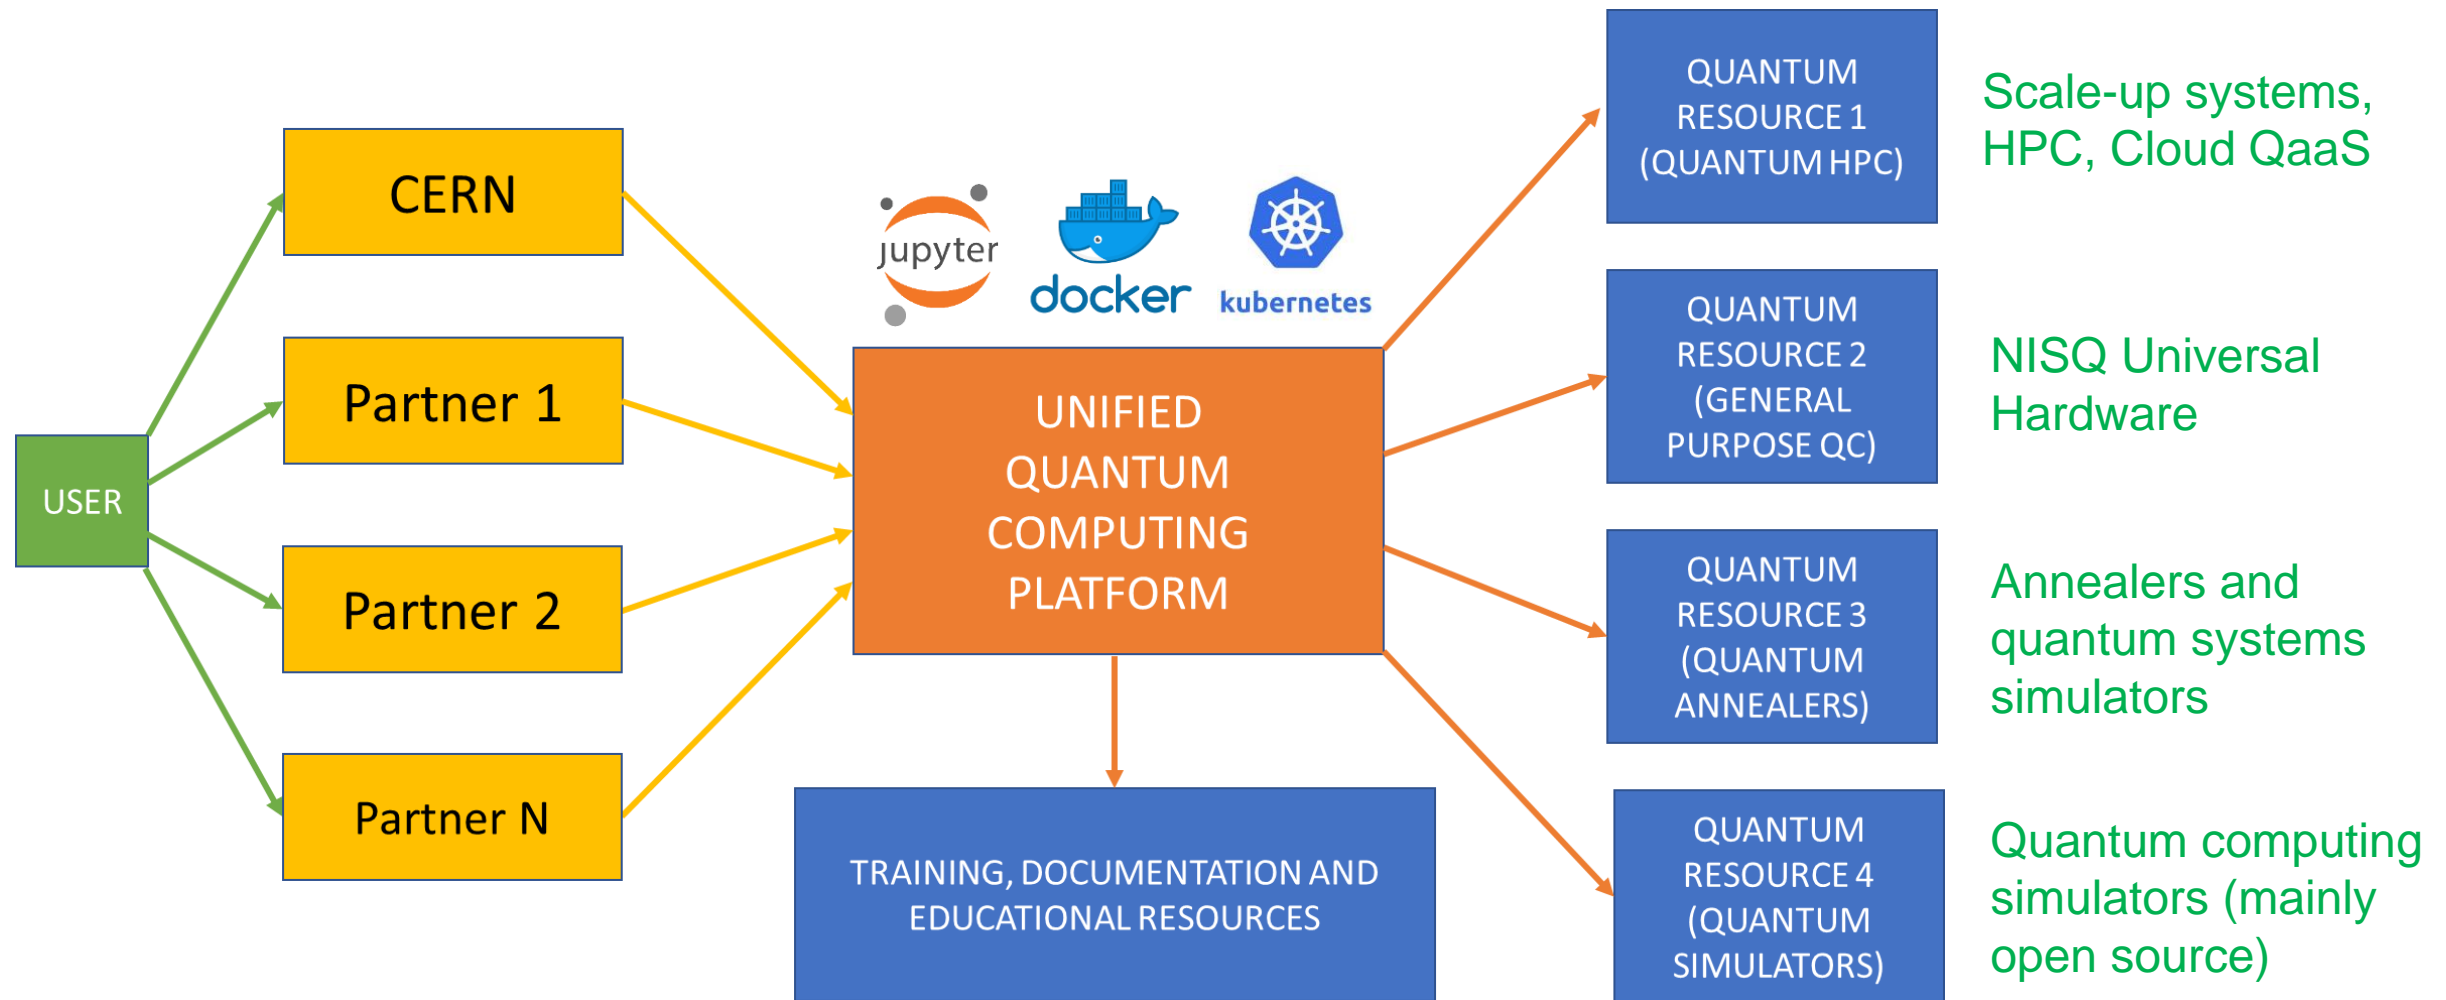 USER
CERN
Partner 1
Partner 2
Partner N
jupyter
docker
kubernetes
UNIFIED
QUANTUM
COMPUTING
PLATFORM
TRAINING, DOCUMENTATION AND
EDUCATIONAL RESOURCES
QUANTUM
RESOURCE 1
(QUANTUM HPC)
Scale-up systems,
HPC, Cloud QaaS
QUANTUM
RESOURCE 2
(GENERAL
PURPOSE QC)
NISQ Universal
Hardware
QUANTUM
RESOURCE 3
(QUANTUM
ANNEALERS)
Annealers and
quantum systems
simulators
QUANTUM
RESOURCE 4
(QUANTUM
SIMULATORS)
Quantum computing
simulators (mainly
open source)